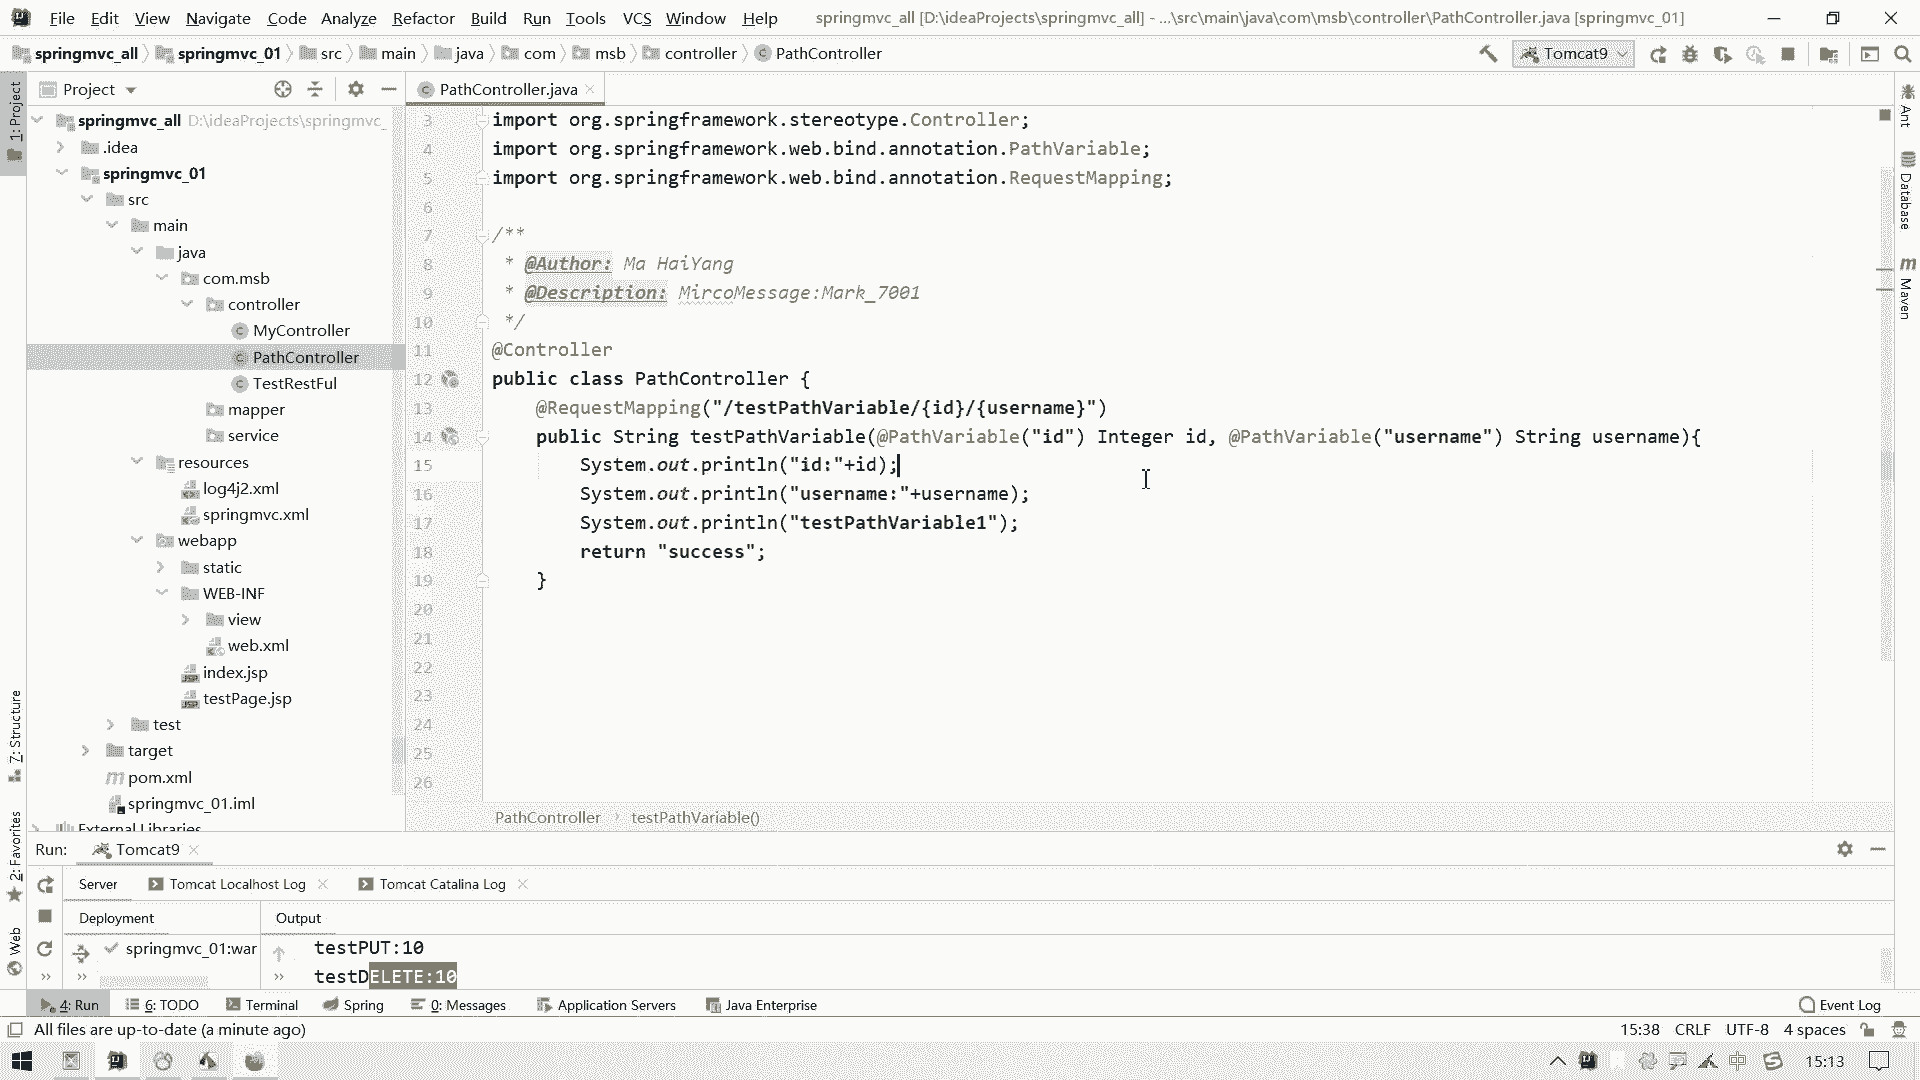 File Edit View Navigate Code Analyze Refactor Build Run Tools VCS Window Help springmvc_all [D:\ideaProjects\springmvc_all] - ...\src\main\java\com\msb\controller\PathController.java [springmvc_01]
springmvc_all springmvc_01 src main java com msb controller PathController Tomcat9
1: Project
Project
PathController.java
springmvc_all D:\ideaProjects\springmvc_
.idea
springmvc_01
src
main
java
com.msb
controller
MyController
PathController
TestRestFul
mapper
service
resources
log4j2.xml
springmvc.xml
webapp
static
WEB-INF
view
web.xml
index.jsp
testPage.jsp
test
target
pom.xml
springmvc_01.iml
External Libraries
3 import org.springframework.stereotype.Controller;
4 import org.springframework.web.bind.annotation.PathVariable;
5 import org.springframework.web.bind.annotation.RequestMapping;
6
7 /**
8 * @Author: Ma HaiYang
9 * @Description: MircoMessage:Mark_7001
10 */
11 @Controller
12 public class PathController {
13 @RequestMapping("/testPathVariable/{id}/{username}")
14 public String testPathVariable(@PathVariable("id") Integer id, @PathVariable("username") String username){
15 System.out.println("id:"+id);
16 System.out.println("username:"+username);
17 System.out.println("testPathVariable1");
18 return "success";
19 }
20
21
22
23
24
25
26
PathController testPathVariable()
Ant
Database
Maven
7: Structure
2: Favorites
Web
Run: Tomcat9
Server Tomcat Localhost Log Tomcat Catalina Log
Deployment Output
springmvc_01:war
testPUT:10
testDELETE:10
4: Run 6: TODO Terminal Spring 0: Messages Application Servers Java Enterprise Event Log
All files are up-to-date (a minute ago) 15:38 CRLF UTF-8 4 spaces
中 15:13